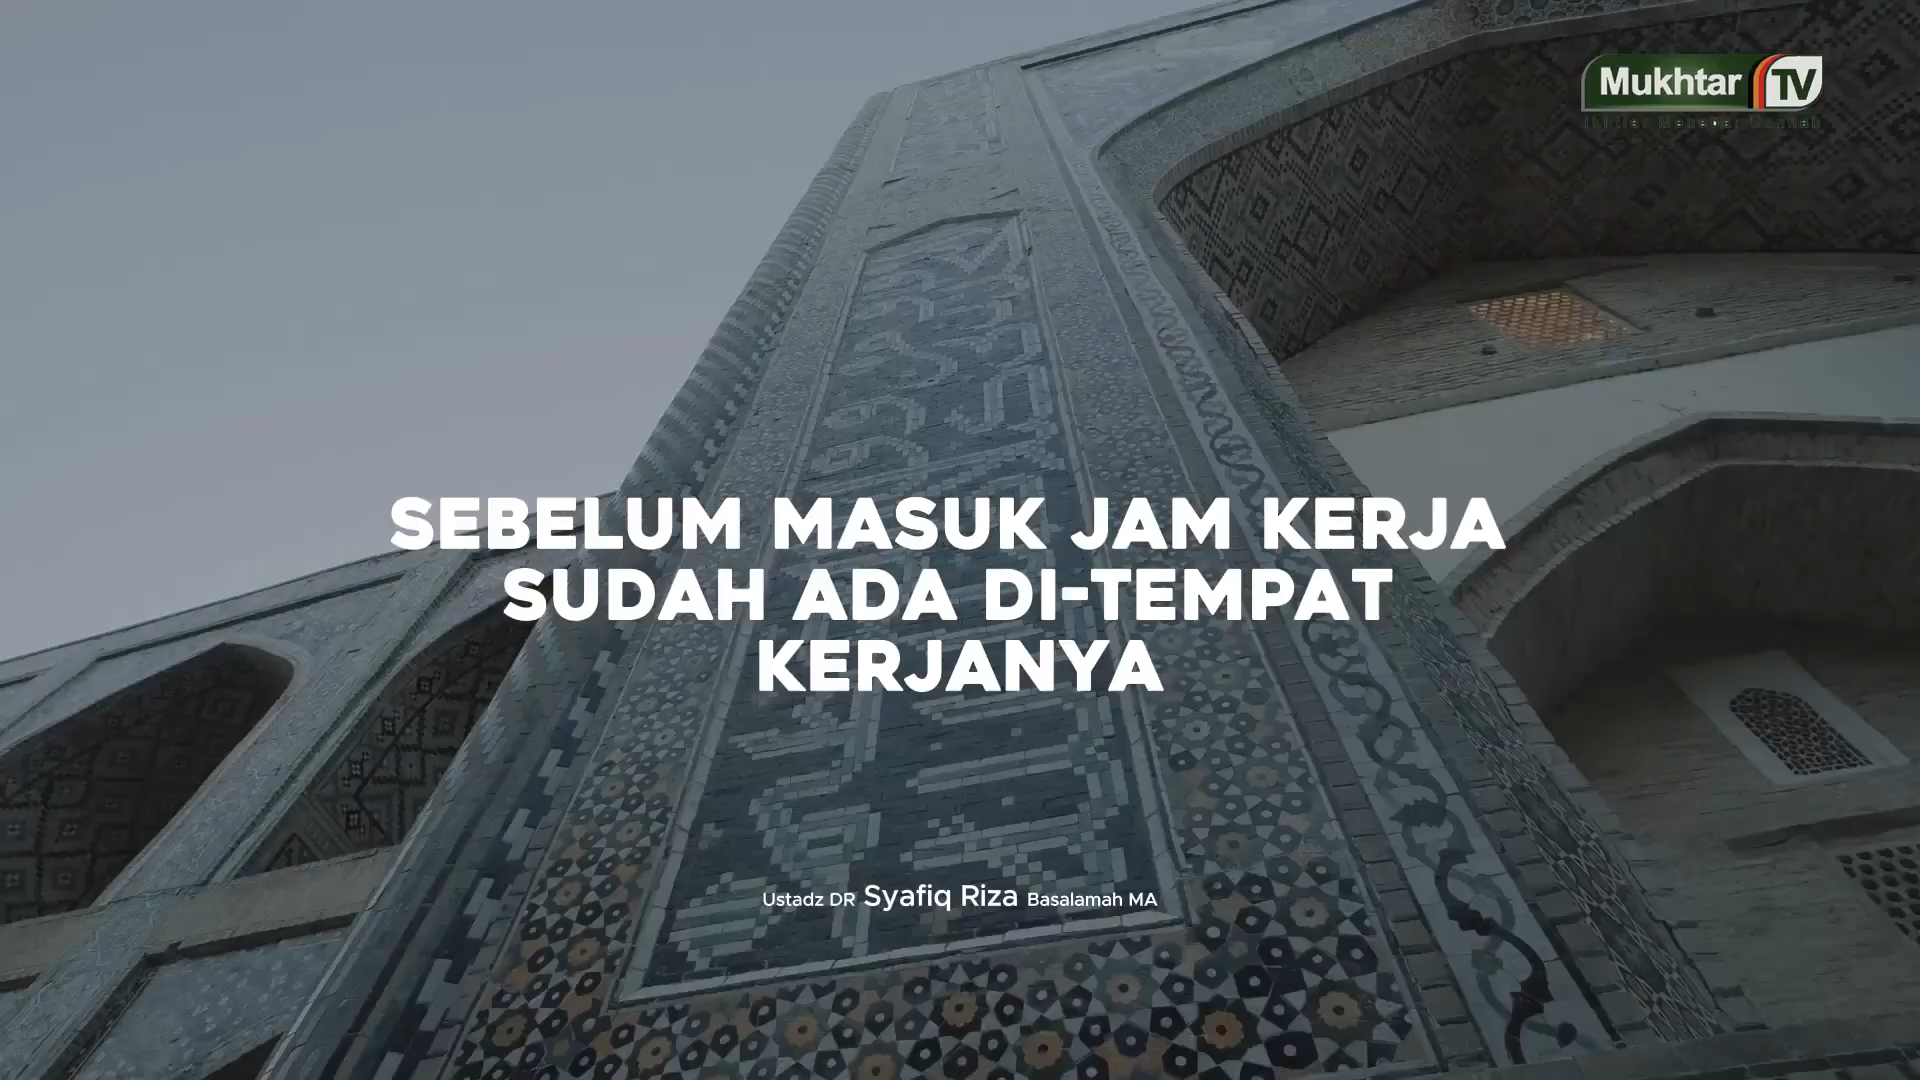 Mukhtar TV
SEBELUM MASUK JAM KERJA
SUDAH ADA DI-TEMPAT
KERJANYA
Ustadz DR Syafiq Riza Basalamah MA